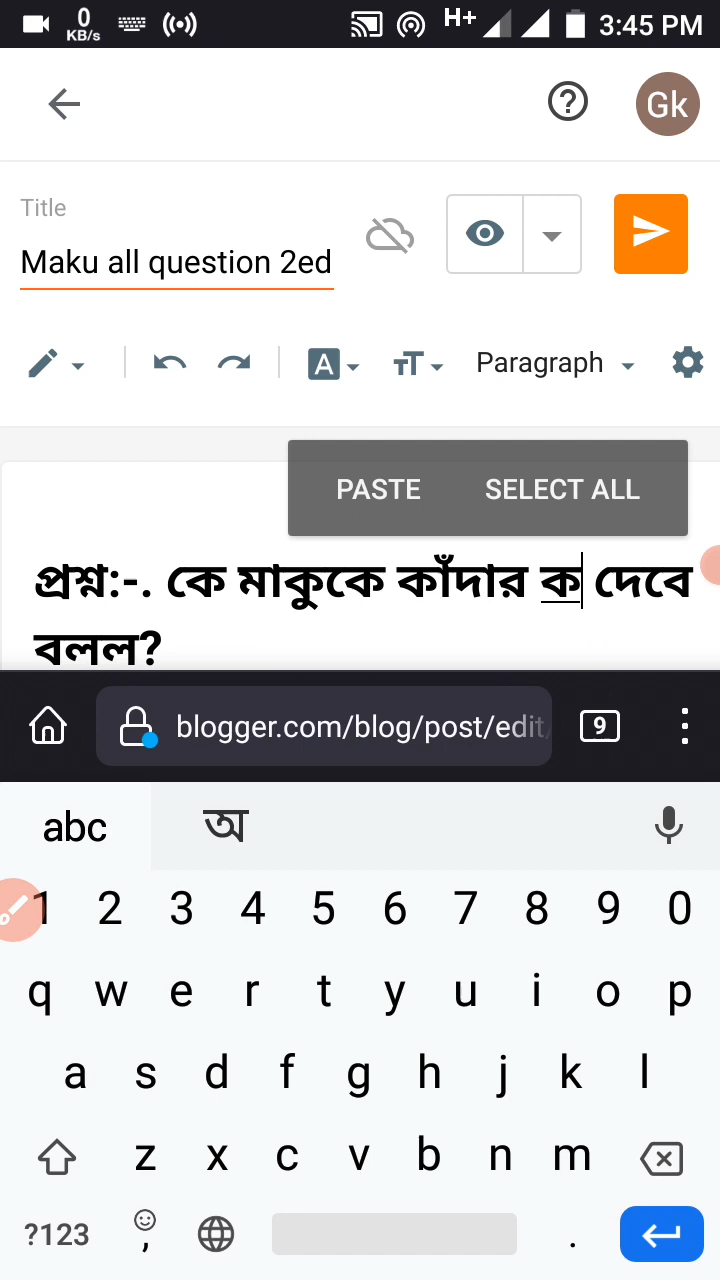 0
KB/s
H+
3:45 PM
Gk
Title
Maku all question 2ed
A
TT
Paragraph
PASTE
SELECT ALL
প্রশ্ন:-. কে মাকুকে কাঁদার ক দেবে
বলল?
blogger.com/blog/post/edit/
9
abc
অ
1 2 3 4 5 6 7 8 9 0
q w e r t y u i o p
a s d f g h j k l
z x c v b n m
?123 , .